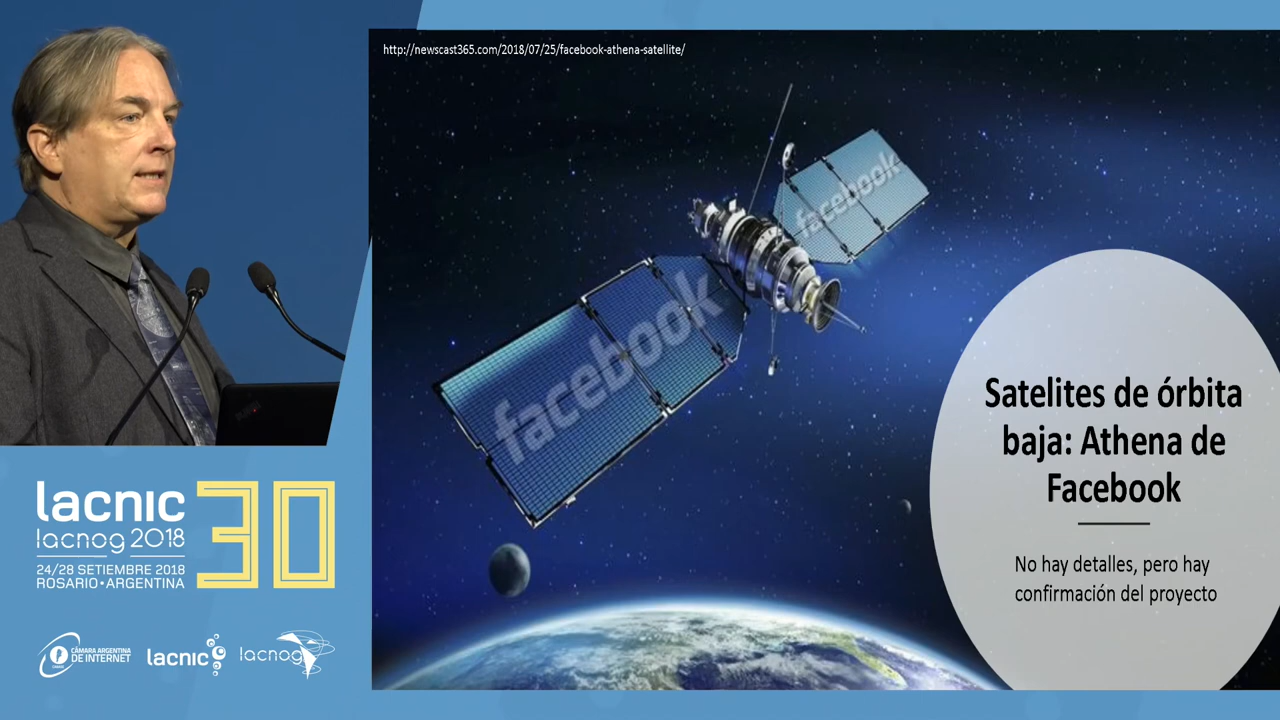 http://newscast365.com/2018/07/25/facebook-athena-satellite/
facebook
facebook
Satelites de órbita
baja: Athena de
Facebook
No hay detalles, pero hay
confirmación del proyecto
lacnic 30
lacnog 2018
24/28 SETIEMBRE 2018
ROSARIO•ARGENTINA
CÁMARA ARGENTINA
DE INTERNET
lacnic
lacnog